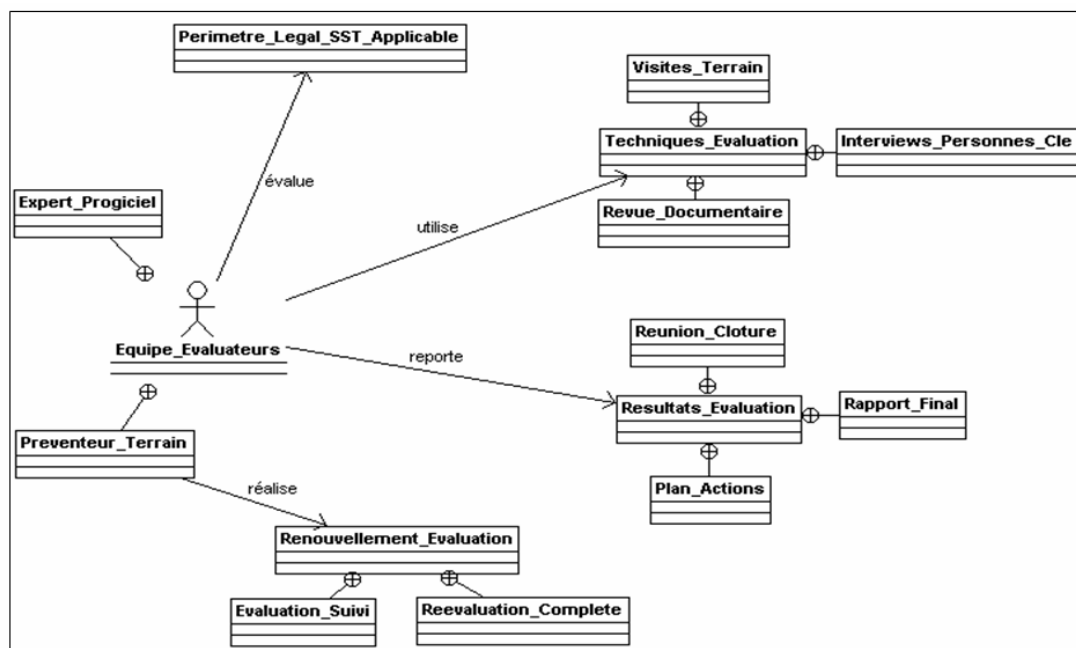 Perimetre_Legal_SST_Applicable
Visites_Terrain
Techniques_Evaluation
Interviews_Personnes_Cle
évalue
Expert_Progiciel
Revue_Documentaire
utilise
Reunion_Cloture
Equipe_Evaluateurs
reporte
Resultats_Evaluation
Rapport_Final
Preventeur_Terrain
réalise
Plan_Actions
Renouvellement_Evaluation
Evaluation_Suivi
Reevaluation_Complete